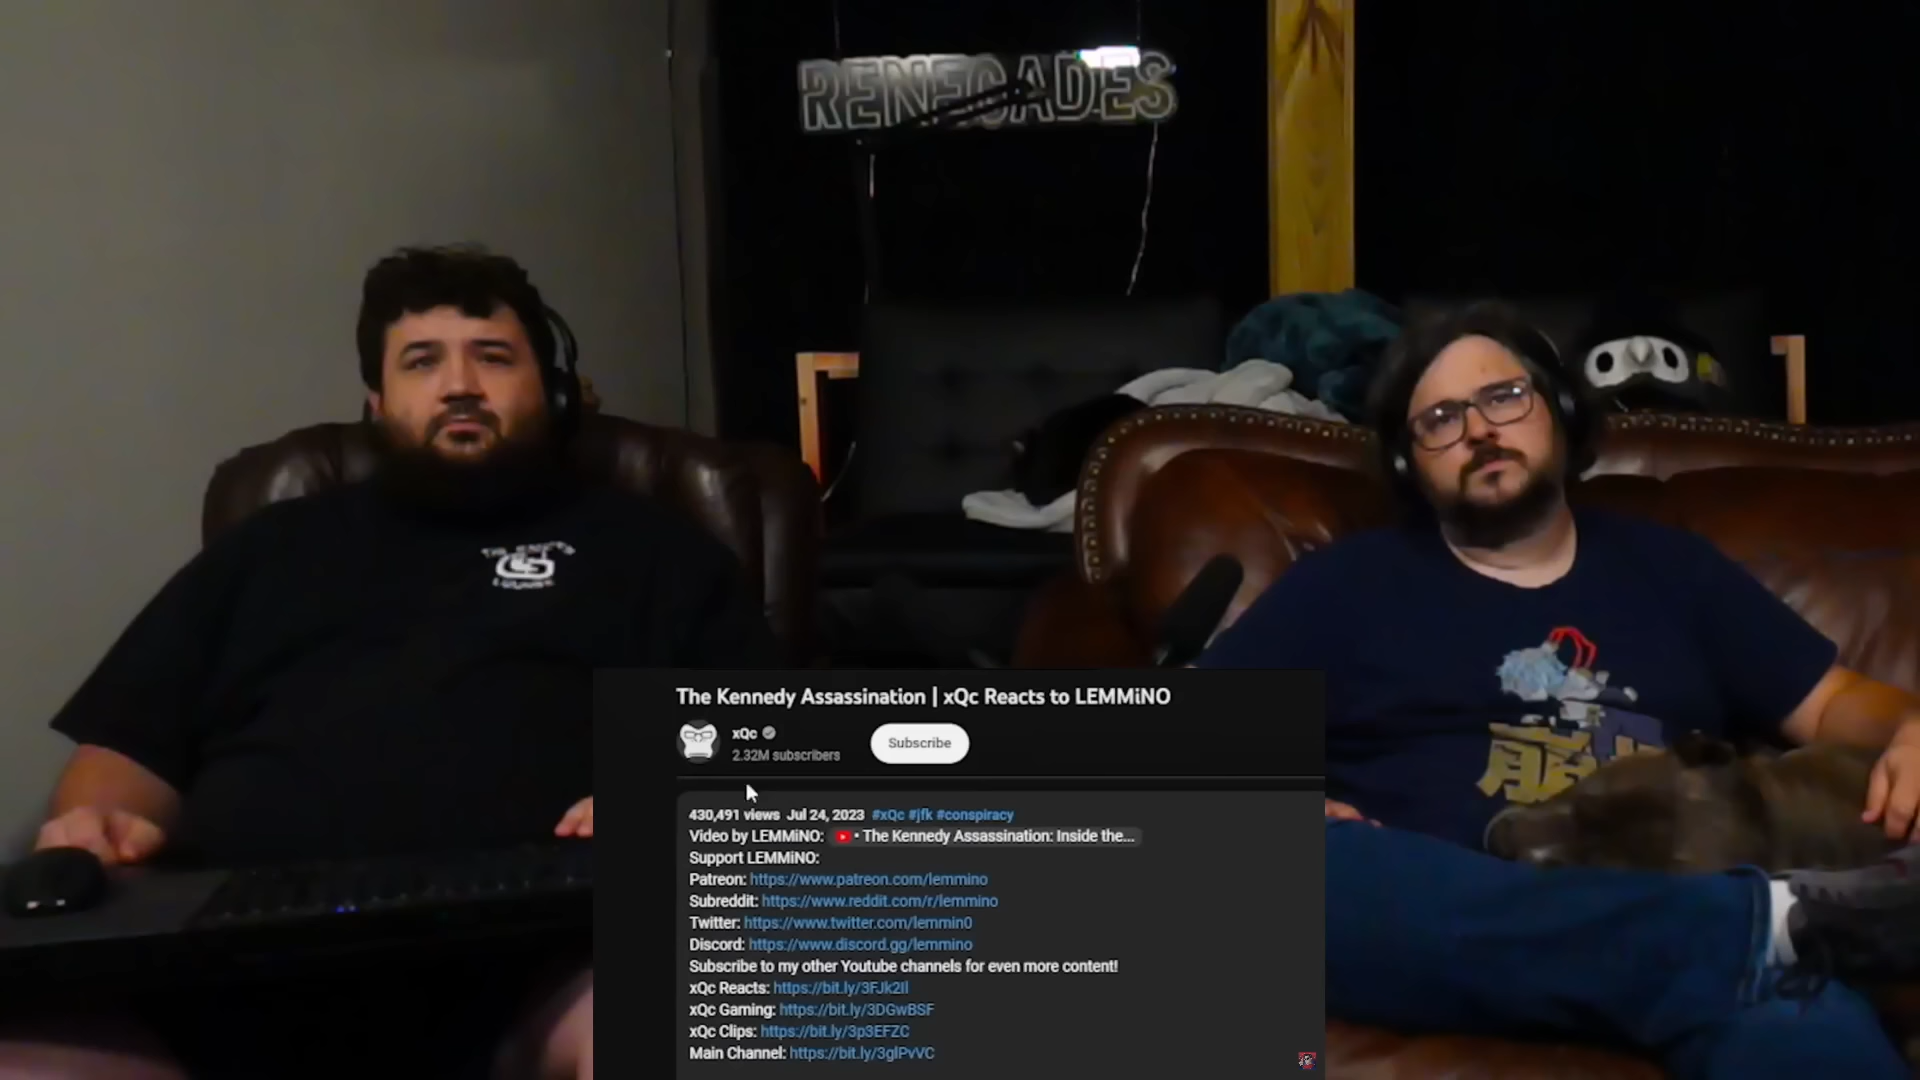 RENEGADES
The Kennedy Assassination | xQc Reacts to LEMMiNO
xQc
2.32M subscribers
Subscribe
430,491 views Jul 24, 2023 #xQc #jfk #conspiracy
Video by LEMMiNO: • The Kennedy Assassination: Inside the...
Support LEMMiNO:
Patreon: https://www.patreon.com/lemmino
Subreddit: https://www.reddit.com/r/lemmino
Twitter: https://www.twitter.com/lemmin0
Discord: https://www.discord.gg/lemmino
Subscribe to my other Youtube channels for even more content!
xQc Reacts: https://bit.ly/3FJk2Il
xQc Gaming: https://bit.ly/3DGwBSF
xQc Clips: https://bit.ly/3p3EFZC
Main Channel: https://bit.ly/3glPvVC